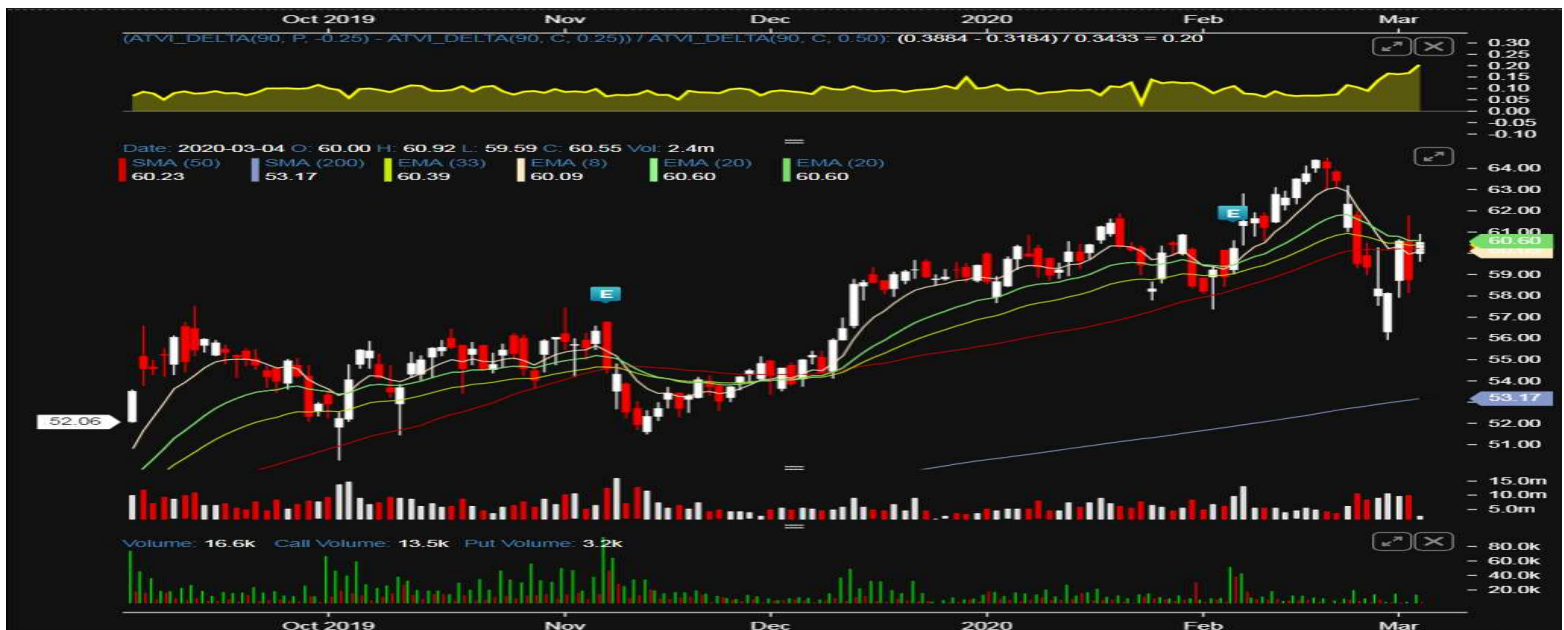 Oct 2019 Nov Dec 2020 Feb Mar
(ATVI_DELTA(90, P, -0.25) - ATVI_DELTA(90, C, 0.25)) / ATVI_DELTA(90, C, 0.50): (0.3884 - 0.3184) / 0.3433 = 0.20
0.30
0.25
0.20
0.15
0.10
0.05
0.00
-0.05
-0.10
Date: 2020-03-04 O: 60.00 H: 60.92 L: 59.59 C: 60.55 Vol: 2.4m
SMA (50) SMA (200) EMA (33) EMA (8) EMA (20) EMA (20)
60.23 53.17 60.39 60.09 60.60 60.60
64.00
63.00
62.00
E
61.00
60.60
59.00
E
58.00
57.00
56.00
55.00
54.00
53.17
52.06
52.00
51.00
15.0m
10.0m
5.0m
Volume: 16.6k Call Volume: 13.5k Put Volume: 3.2k
80.0k
60.0k
40.0k
20.0k
Oct 2019 Nov Dec 2020 Feb Mar